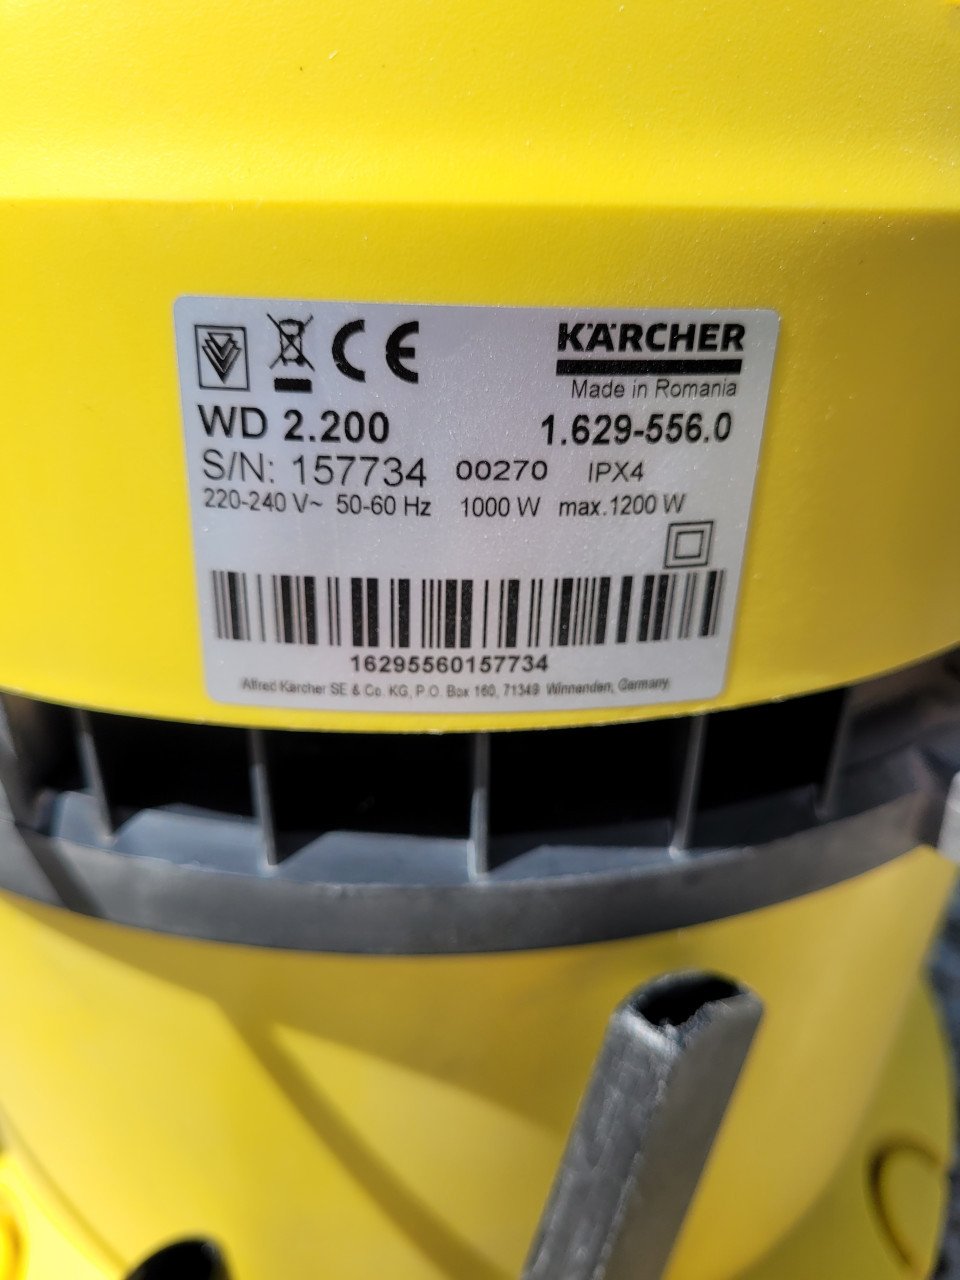 CE KÄRCHER
Made in Romania
WD 2.200 1.629-556.0
S/N: 157734 00270 IPX4
220-240 V~ 50-60 Hz 1000 W max.1200 W
16295560157734
Alfred Kärcher SE & Co. KG, P.O. Box 160, 71349 Winnenden, Germany